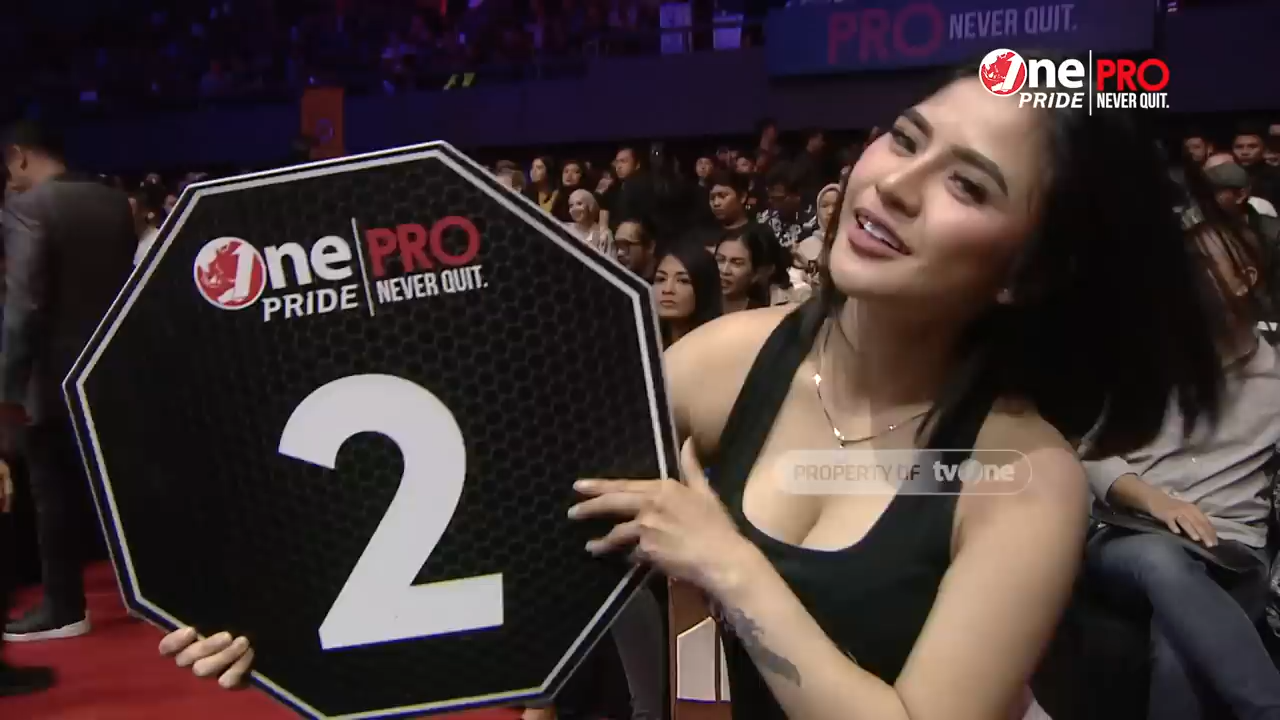 PRO NEVER QUIT.
One PRO
PRIDE NEVER QUIT.
One PRO
PRIDE NEVER QUIT.
2
PROPERTY OF tvOne